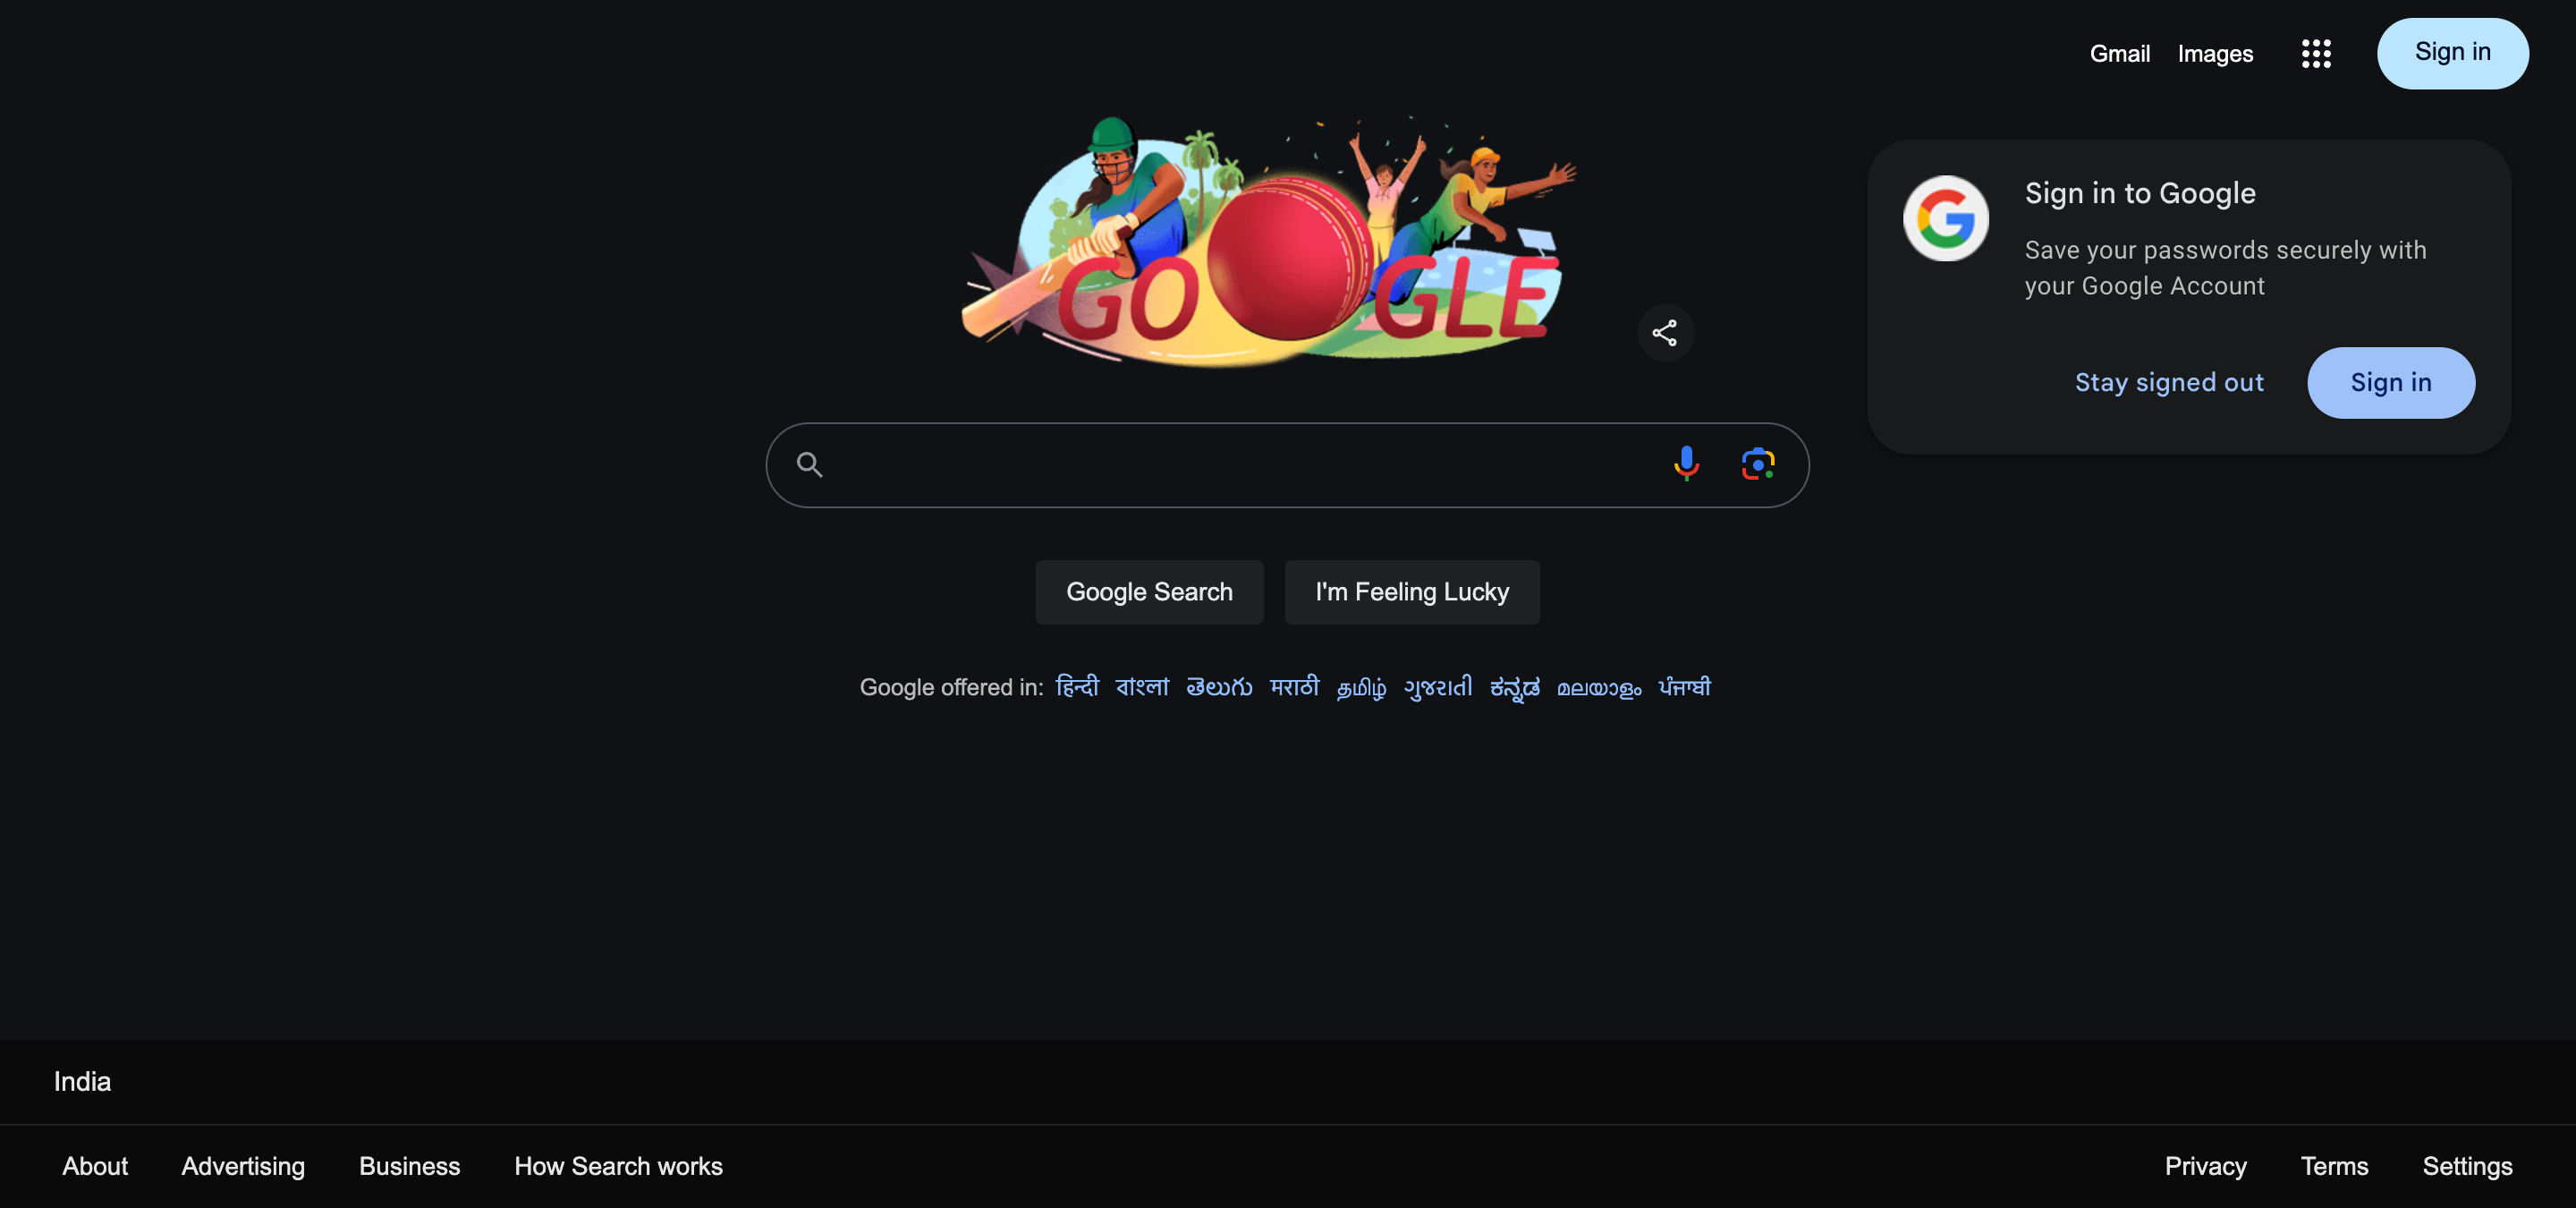 Gmail Images Sign in
GOOGLE
Sign in to Google
Save your passwords securely with
your Google Account
Stay signed out Sign in
Google Search I'm Feeling Lucky
Google offered in: हिन्दी বাংলা తెలుగు मराठी தமிழ் ગુજરાતી ಕನ್ನಡ മലയാളം ਪੰਜਾਬੀ
India
About Advertising Business How Search works Privacy Terms Settings